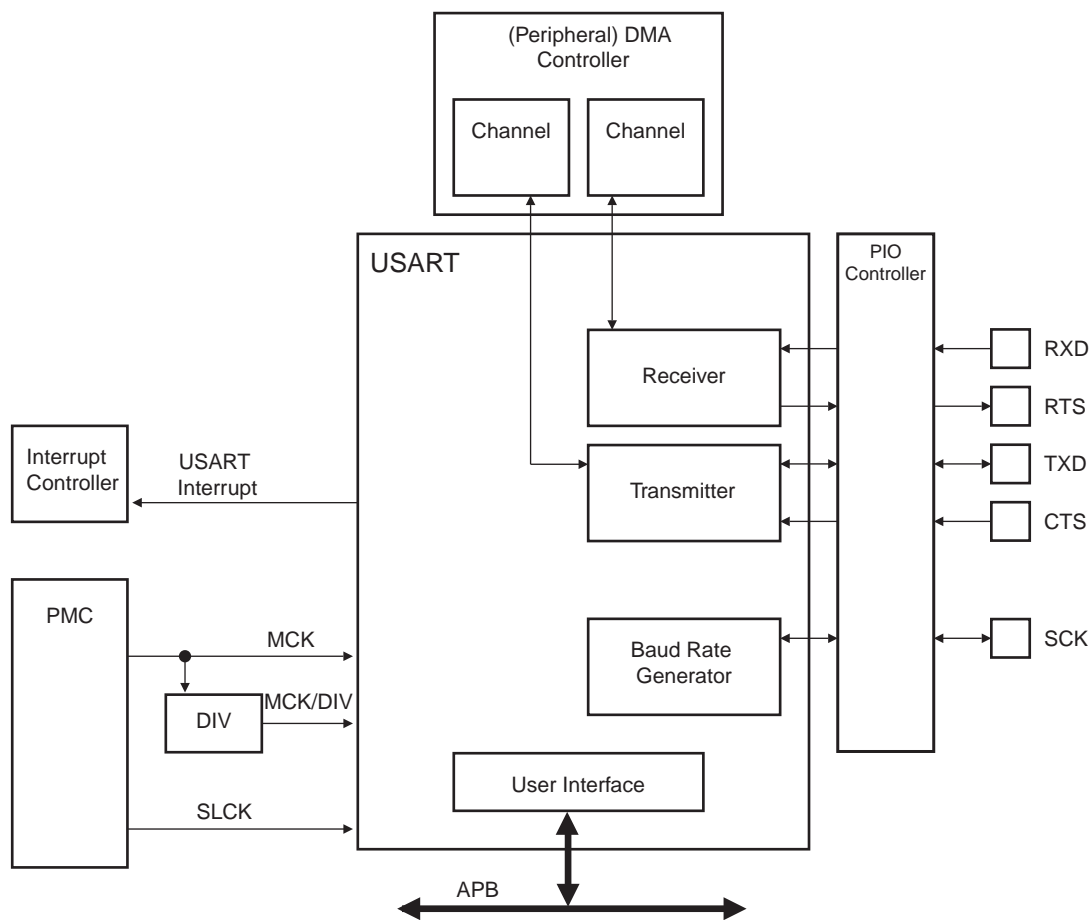 (Peripheral) DMA
Controller
Channel
Channel
USART
PIO
Controller
Receiver
RXD
RTS
Interrupt
Controller
USART
Interrupt
Transmitter
TXD
CTS
PMC
MCK
Baud Rate
Generator
SCK
DIV
MCK/DIV
User Interface
SLCK
APB